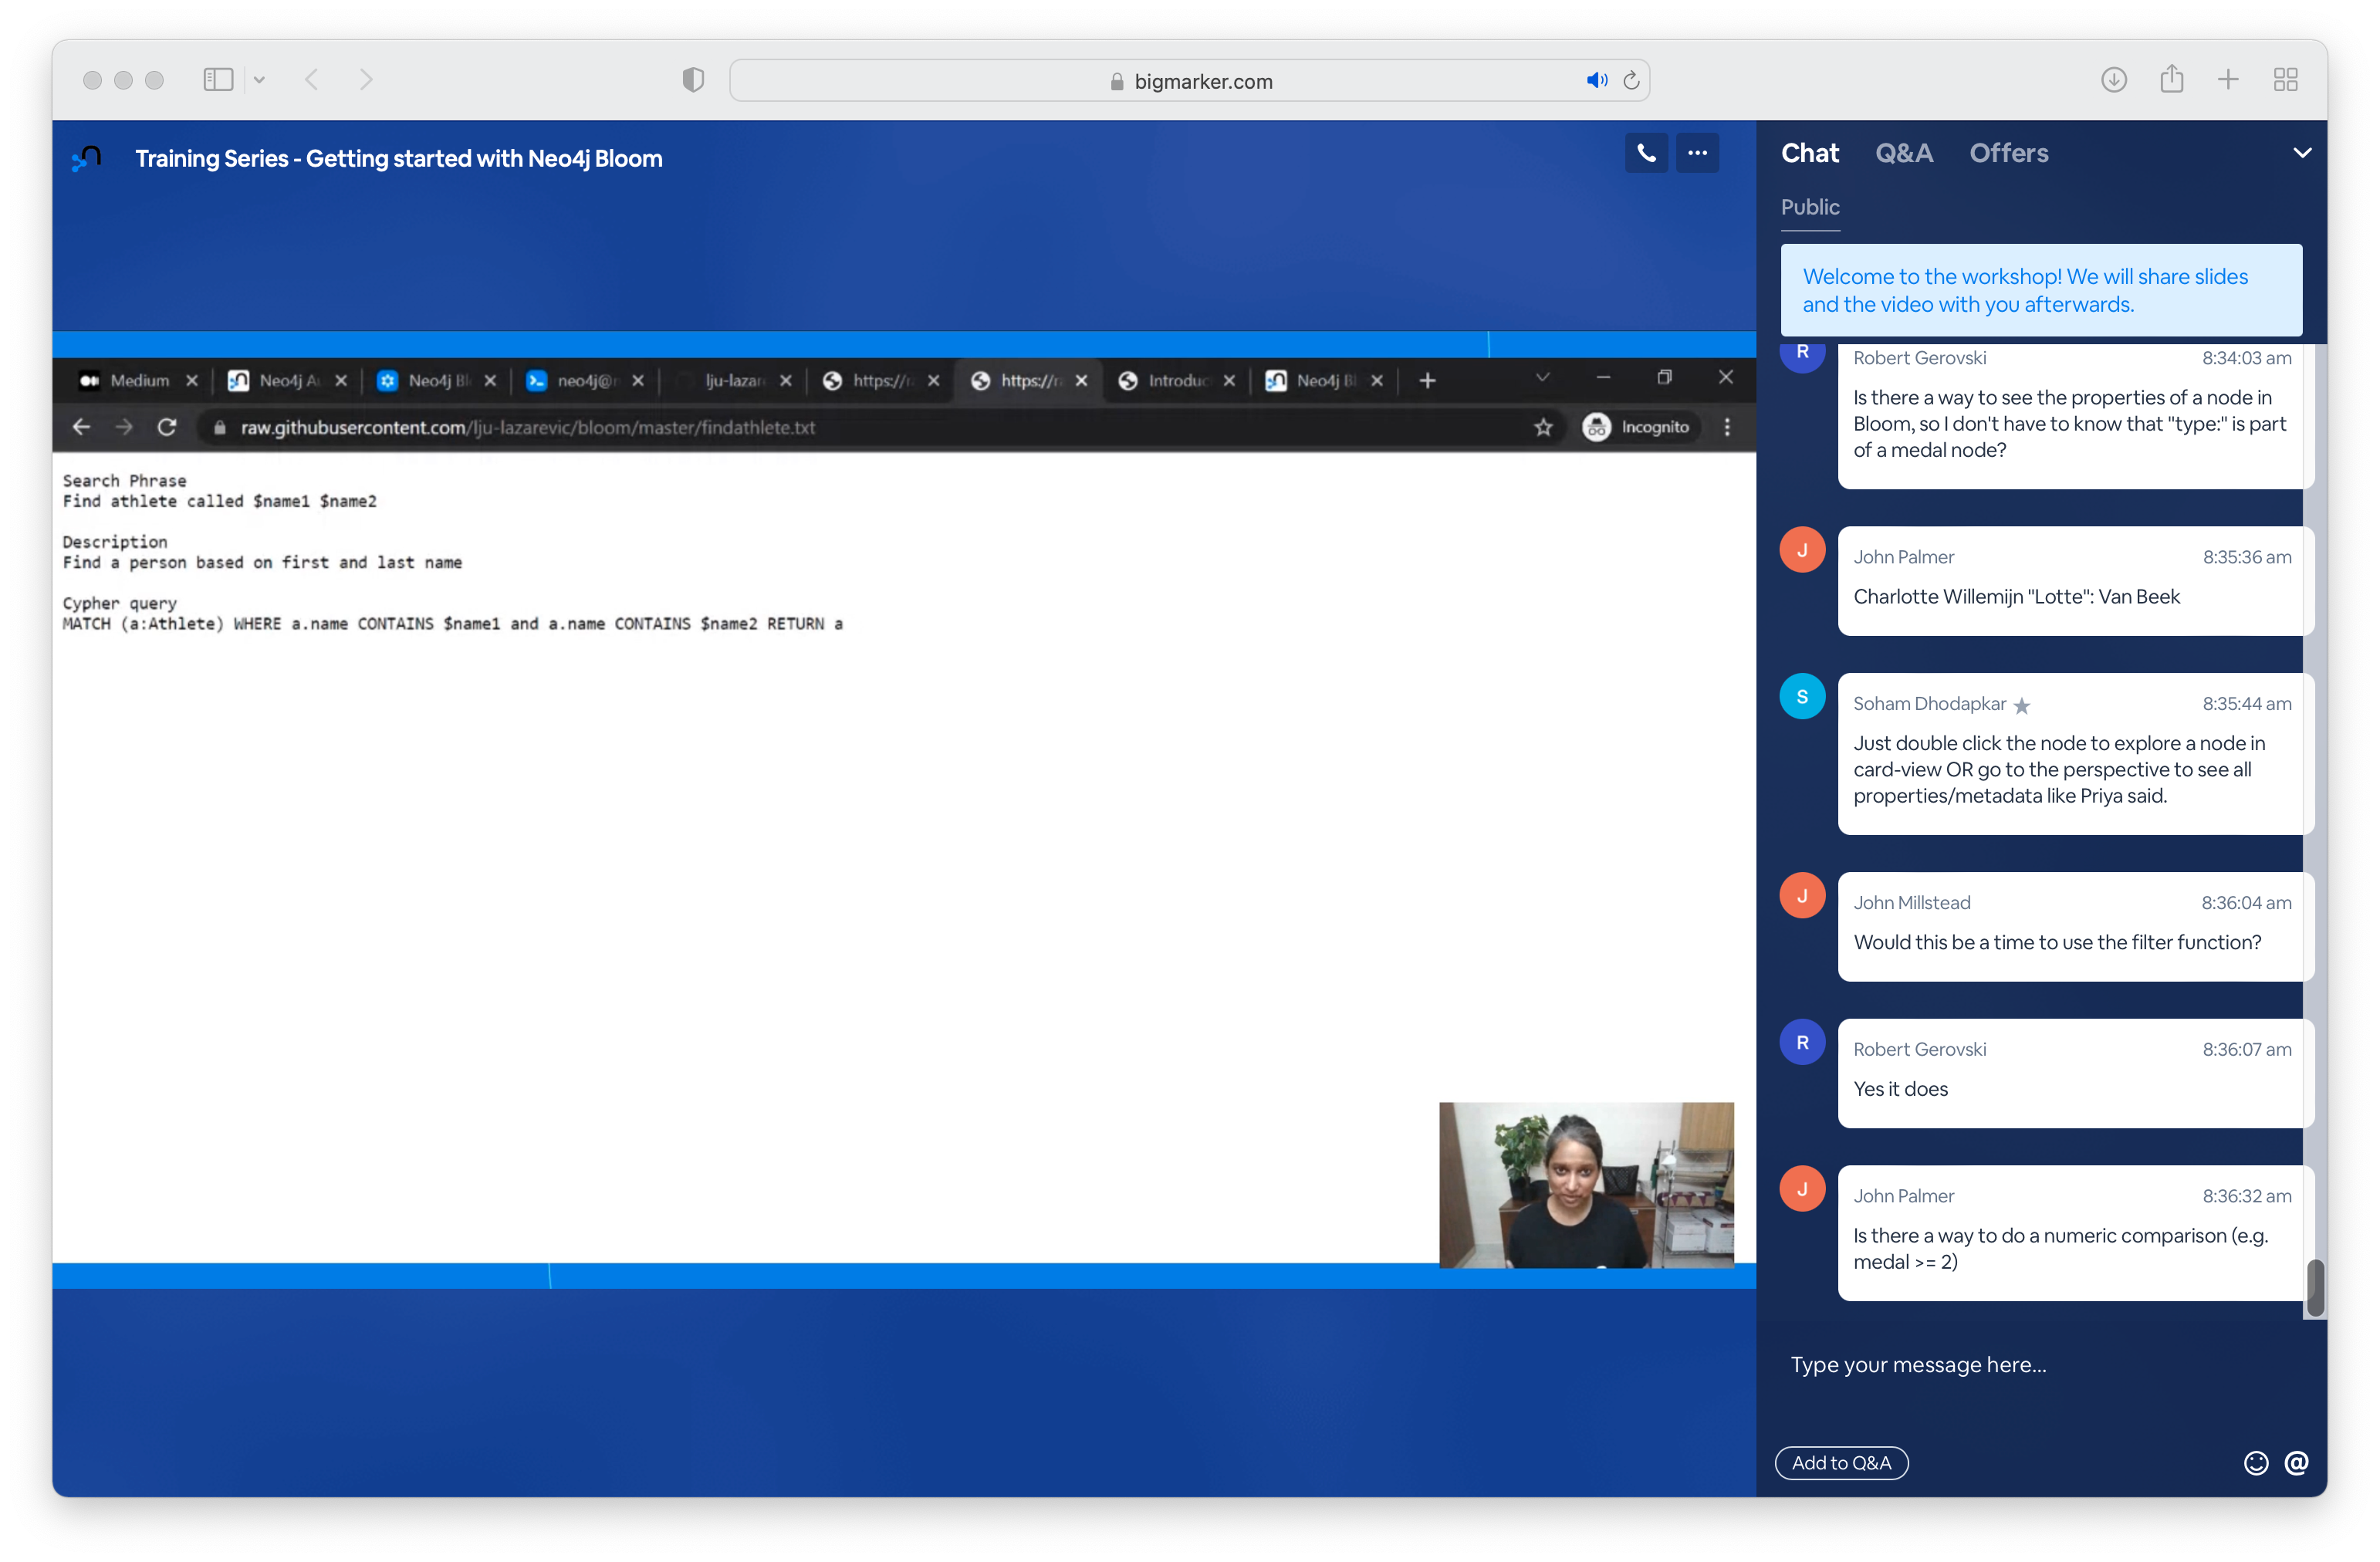 bigmarker.com
Training Series - Getting started with Neo4j Bloom
Medium
Neo4j
Neo4j
neo4j@
lju-lazar
https://
https://
Introduc
Neo4j
raw.githubusercontent.com/lju-lazarevic/bloom/master/findathlete.txt
Incognito
Search Phrase
Find athlete called $name1 $name2
Description
Find a person based on first and last name
Cypher query
MATCH (a:Athlete) WHERE a.name CONTAINS $name1 and a.name CONTAINS $name2 RETURN a
Chat Q&A Offers
Public
Welcome to the workshop! We will share slides
and the video with you afterwards.
R
Robert Gerovski 8:34:03 am
Is there a way to see the properties of a node in
Bloom, so I don't have to know that "type:" is part
of a medal node?
J
John Palmer 8:35:36 am
Charlotte Willemijn "Lotte": Van Beek
S
Soham Dhodapkar 8:35:44 am
Just double click the node to explore a node in
card-view OR go to the perspective to see all
properties/metadata like Priya said.
J
John Millstead 8:36:04 am
Would this be a time to use the filter function?
R
Robert Gerovski 8:36:07 am
Yes it does
J
John Palmer 8:36:32 am
Is there a way to do a numeric comparison (e.g.
medal >= 2)
Type your message here...
Add to Q&A
@